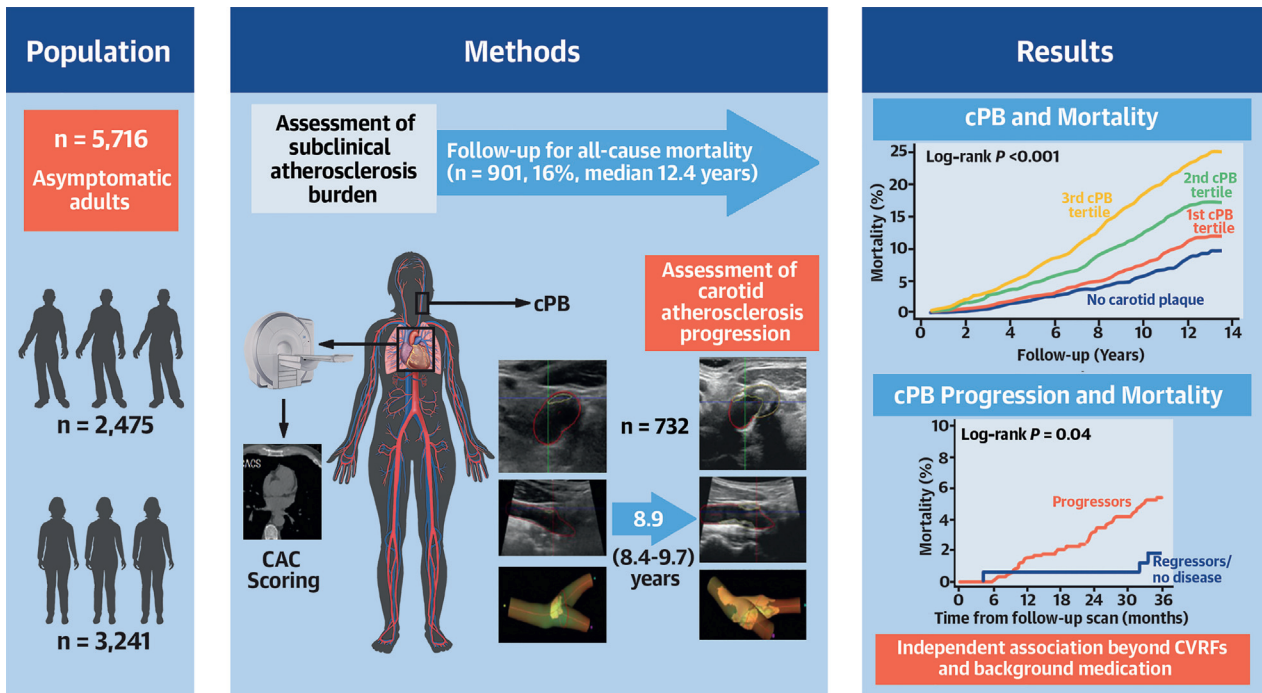 Population
n = 5,716
Asymptomatic
adults
n = 2,475
n = 3,241
Methods
Assessment of
subclinical
atherosclerosis
burden
Follow-up for all-cause mortality
(n = 901, 16%, median 12.4 years)
cPB
CAC
Scoring
Assessment of
carotid
atherosclerosis
progression
n = 732
8.9
(8.4-9.7)
years
Results
cPB and Mortality
Log-rank P <0.001
Mortality (%)
25
20
15
10
5
0
3rd cPB
tertile
2nd cPB
tertile
1st cPB
tertile
No carotid plaque
0 2 4 6 8 10 12 14
Follow-up (Years)
cPB Progression and Mortality
Log-rank P = 0.04
Mortality (%)
10
8
6
4
2
0
Progressors
Regressors/
no disease
0 6 12 18 24 30 36
Time from follow-up scan (months)
Independent association beyond CVRFs
and background medication